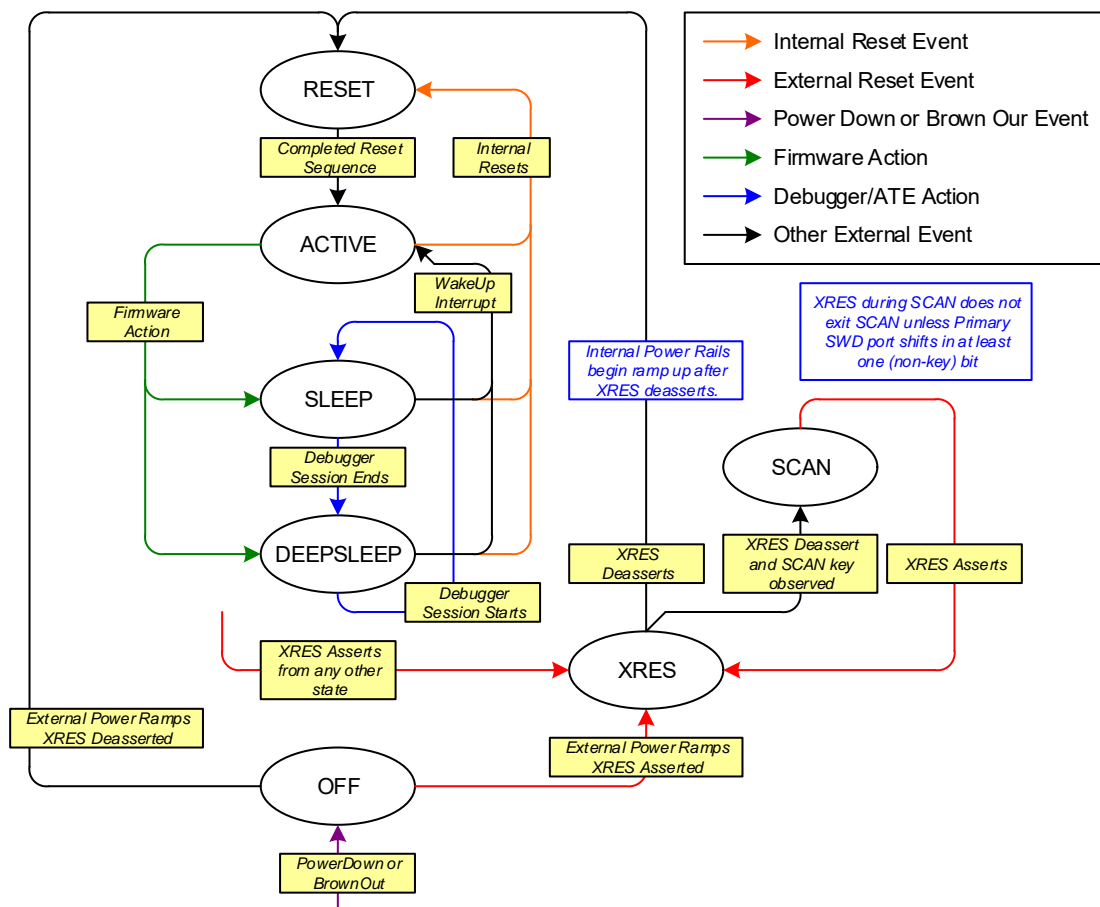 RESET
Completed Reset
Sequence
Internal
Resets
ACTIVE
WakeUp
Interrupt
Firmware
Action
SLEEP
Debugger
Session Ends
DEEPSLEEP
Debugger
Session Starts
XRES Asserts
from any other
state
External Power Ramps
XRES Deasserted
OFF
PowerDown or
BrownOut
External Power Ramps
XRES Asserted
XRES
XRES
Deasserts
Internal Power Rails
begin ramp up after
XRES deasserts.
XRES Deassert
and SCAN key
observed
SCAN
XRES Asserts
XRES during SCAN does not
exit SCAN unless Primary
SWD port shifts in at least
one (non-key) bit
Internal Reset Event
External Reset Event
Power Down or Brown Our Event
Firmware Action
Debugger/ATE Action
Other External Event